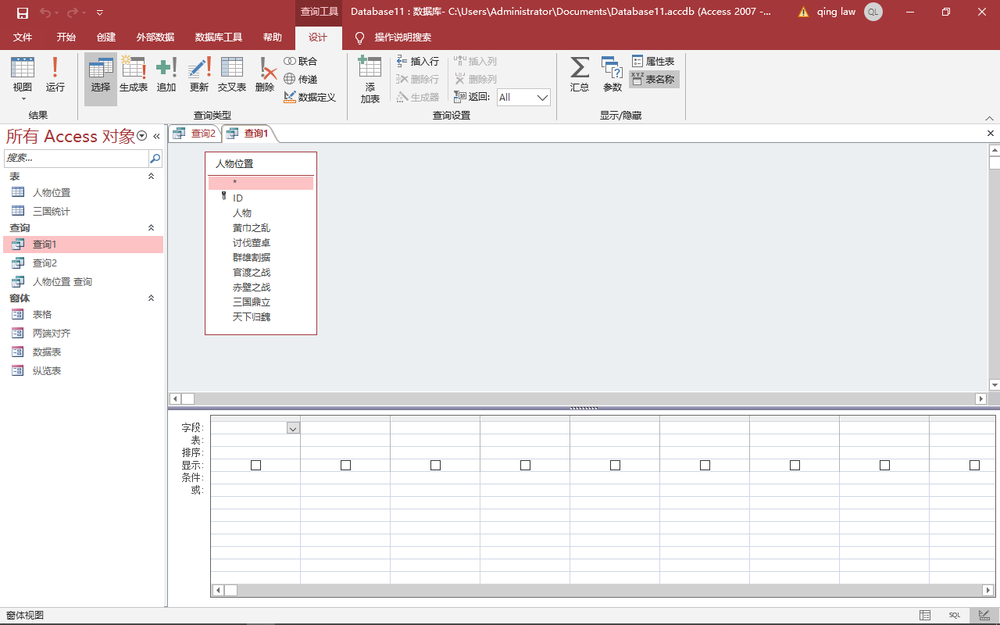 查询工具
Database11 : 数据库- C:\Users\Administrator\Documents\Database11.accdb (Access 2007 -...
qing law
QL
文件 开始 创建 外部数据 数据库工具 帮助 设计 操作说明搜索
视图 运行
结果
选择 生成表 追加 更新 交叉表 删除
联合
传递
数据定义
查询类型
添
加表
插入行
删除行
生成器
插入列
删除列
返回: All
查询设置
汇总 参数
属性表
XYZ 表名称
显示/隐藏
所有 Access 对象
搜索...
表
人物位置
三国统计
查询
查询1
查询2
人物位置 查询
窗体
表格
两端对齐
数据表
纵览表
查询2 查询1
人物位置
*
ID
人物
黄巾之乱
讨伐董卓
群雄割据
官渡之战
赤壁之战
三国鼎立
天下归魏
字段:
表:
排序:
显示:
条件:
或:
窗体视图
SQL